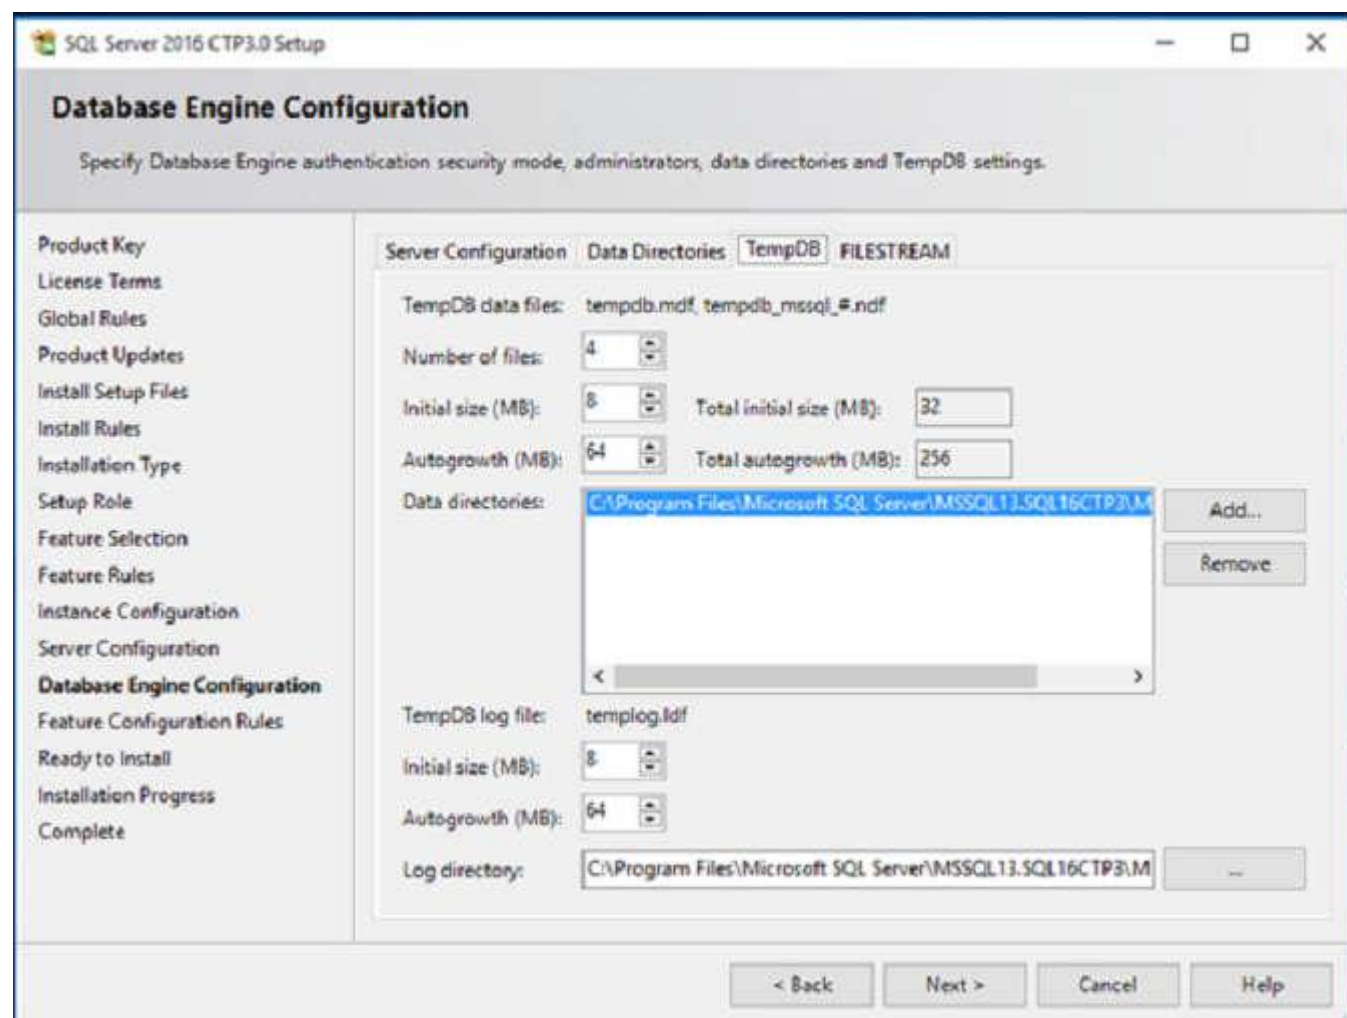 SQL Server 2016 CTP3.0 Setup
Database Engine Configuration
Specify Database Engine authentication security mode, administrators, data directories and TempDB settings.
Product Key
License Terms
Global Rules
Product Updates
Install Setup Files
Install Rules
Installation Type
Setup Role
Feature Selection
Feature Rules
Instance Configuration
Server Configuration
Database Engine Configuration
Feature Configuration Rules
Ready to Install
Installation Progress
Complete
Server Configuration Data Directories TempDB FILESTREAM
TempDB data files: tempdb.mdf, tempdb_mssql_#.ndf
Number of files: 4
Initial size (MB): 8 Total initial size (MB): 32
Autogrowth (MB): 64 Total autogrowth (MB): 256
Data directories: C:\Program Files\Microsoft SQL Server\MSSQL13.SQL16CTP3\M Add...
Remove
TempDB log file: templog.ldf
Initial size (MB): 8
Autogrowth (MB): 64
Log directory: C:\Program Files\Microsoft SQL Server\MSSQL13.SQL16CTP3\M ...
< Back Next > Cancel Help